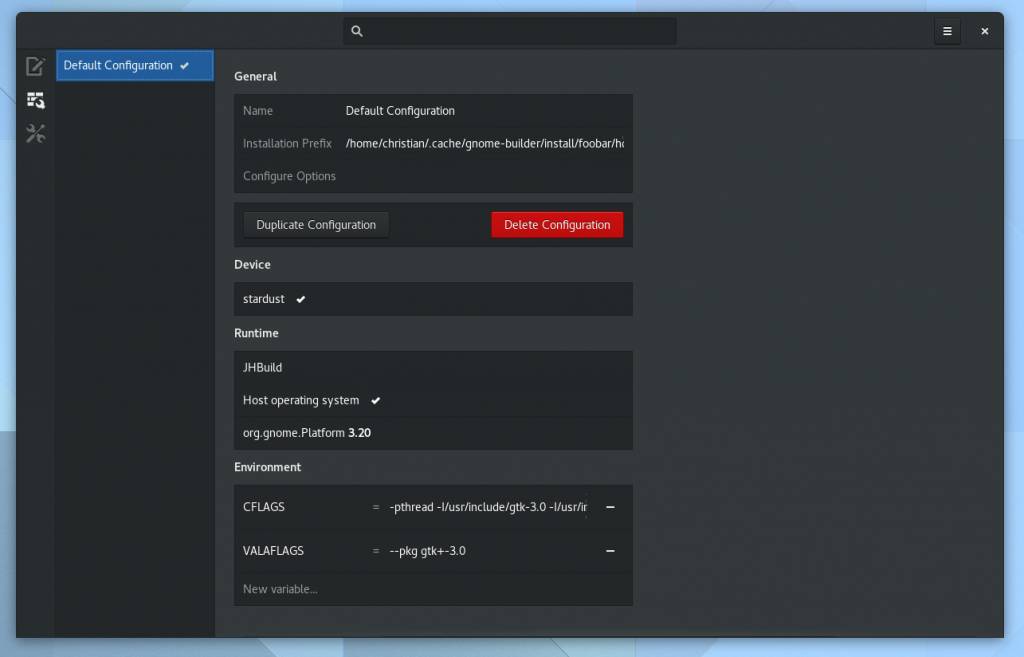 Default Configuration
General
Name Default Configuration
Installation Prefix /home/christian/.cache/gnome-builder/install/foobar/
Configure Options
Duplicate Configuration Delete Configuration
Device
stardust
Runtime
JHBuild
Host operating system
org.gnome.Platform 3.20
Environment
CFLAGS = -pthread -I/usr/include/gtk-3.0 -I/usr/
VALAFLAGS = --pkg gtk+-3.0
New variable...